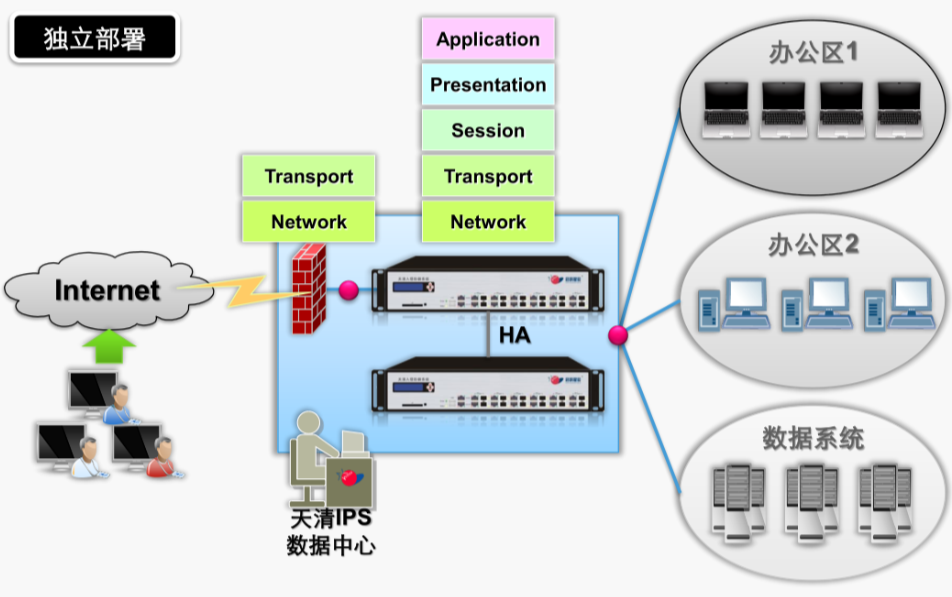 独立部署
Application
Presentation
Session
Transport
Network
Transport
Network
Internet
HA
天清IPS
数据中心
办公区1
办公区2
数据系统